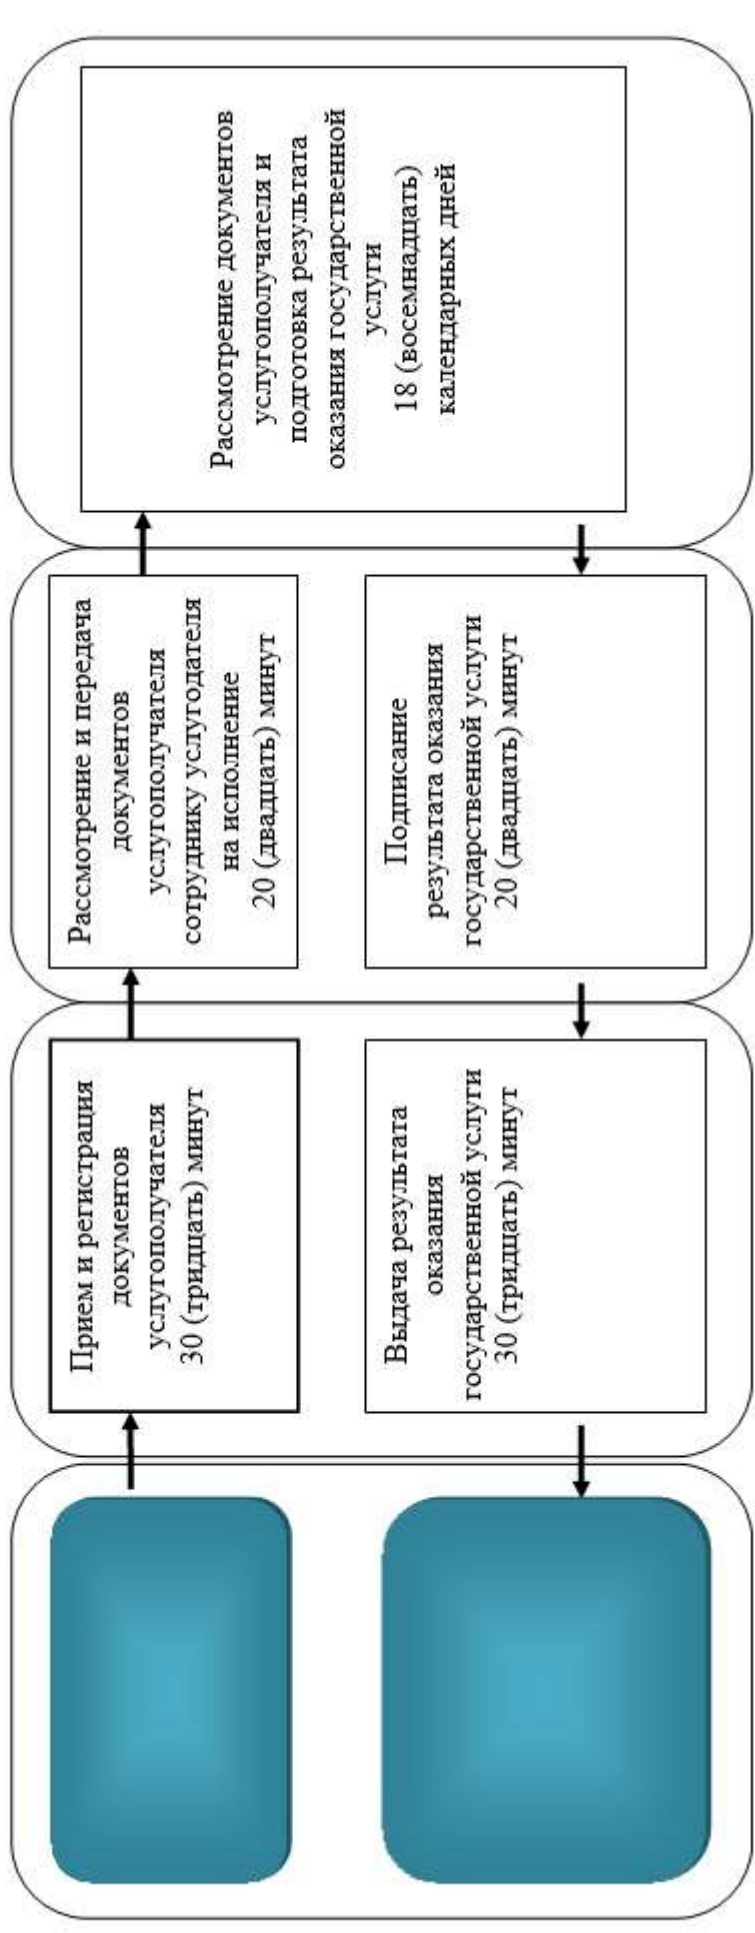 Прием и регистрация
документов
услугополучателя
30 (тридцать) минут
Рассмотрение и передача
документов
услугополучателя
сотруднику услугодателя
на исполнение
20 (двадцать) минут
Рассмотрение документов
услугополучателя и
подготовка результата
оказания государственной
услуги
18 (восемнадцать)
календарных дней
Подписание
результата оказания
государственной услуги
20 (двадцать) минут
Выдача результата
оказания
государственной услуги
30 (тридцать) минут